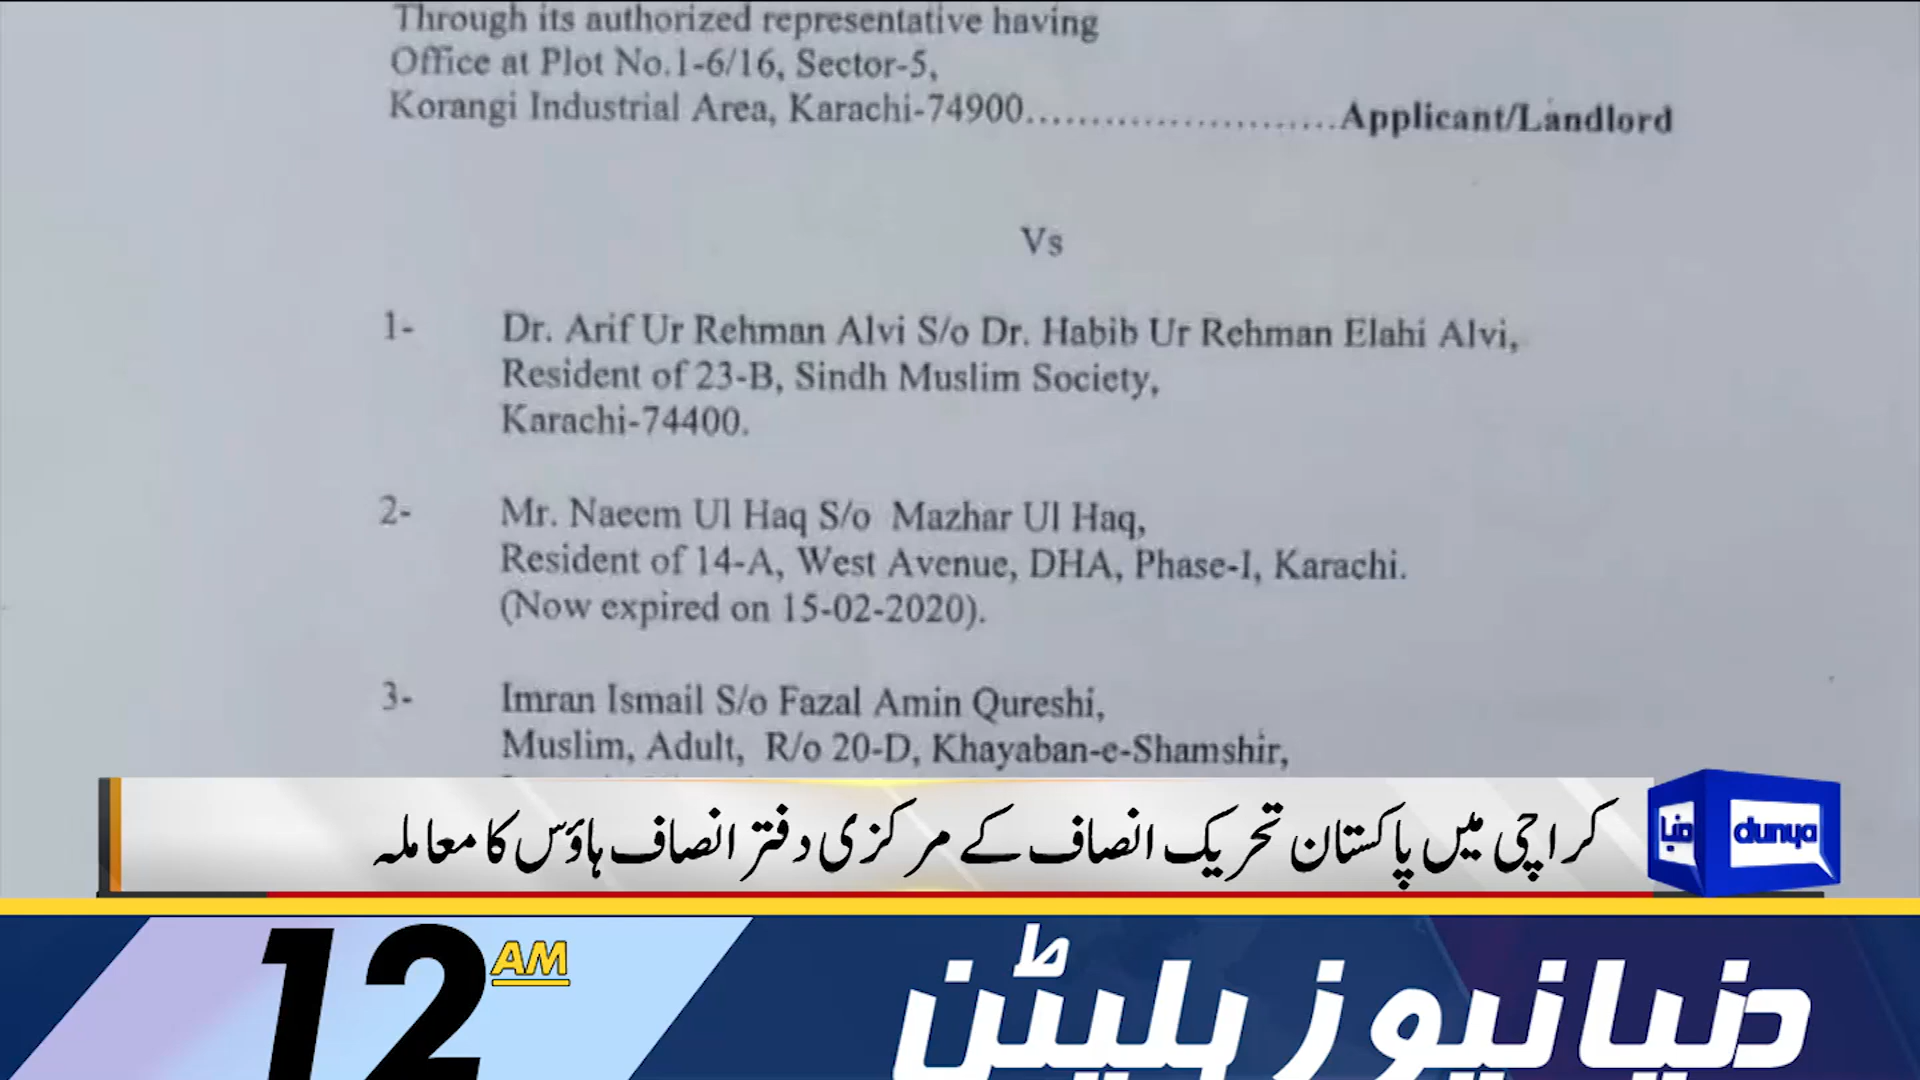 Through its authorized representative having
Office at Plot No.1-6/16, Sector-5,
Korangi Industrial Area, Karachi-74900........................Applicant/Landlord
Vs
1- Dr. Arif Ur Rehman Alvi S/o Dr. Habib Ur Rehman Elahi Alvi,
Resident of 23-B, Sindh Muslim Society,
Karachi-74400.
2- Mr. Naeem Ul Haq S/o Mazhar Ul Haq,
Resident of 14-A, West Avenue, DHA, Phase-I, Karachi.
(Now expired on 15-02-2020).
3- Imran Ismail S/o Fazal Amin Qureshi,
Muslim, Adult, R/o 20-D, Khayaban-e-Shamshir,
کراچی میں پاکستان تحریک انصاف کے مرکزی دفتر انصاف ہاؤس کا معاملہ
دنیا dunya
12 AM
دنیا نیوز بلیٹن